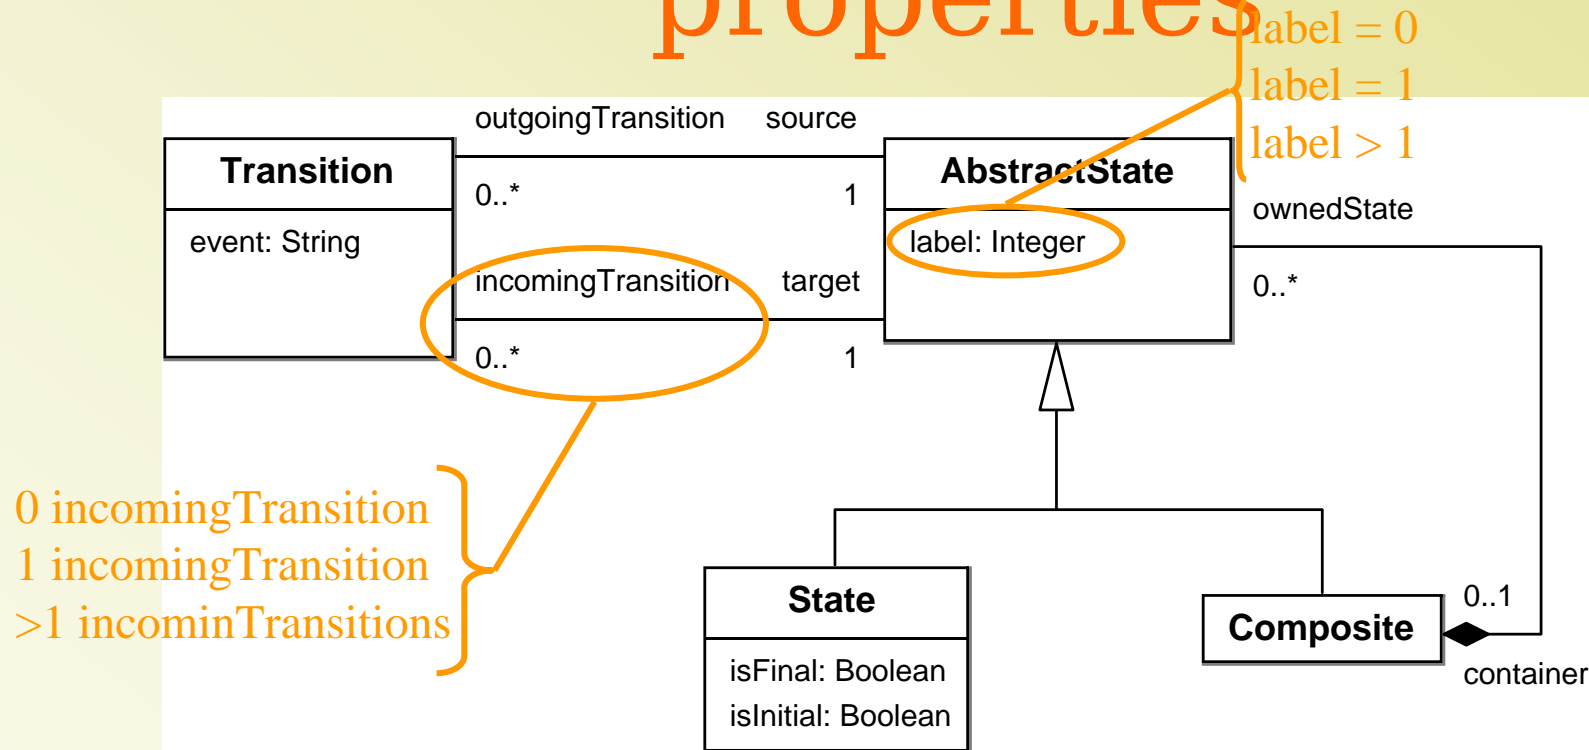 properties
label = 0
label = 1
label > 1
outgoingTransition source
Transition
AbstractState
0..* 1
ownedState
event: String
label: Integer
incomingTransition target
0..*
0..* 1
0 incomingTransition
1 incomingTransition
>1 incominTransitions
State
0..1
Composite
isFinal: Boolean
container
isInitial: Boolean